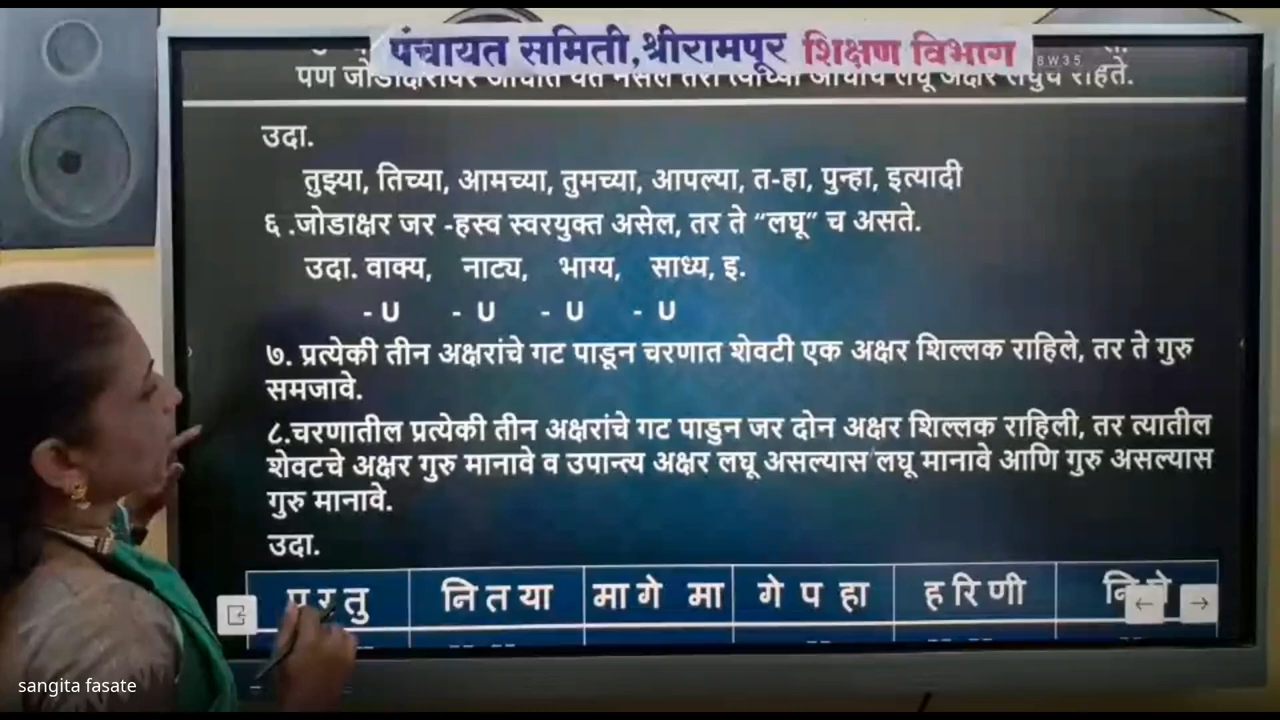 पंचायत समिती,श्रीरामपूर शिक्षण विभाग
BW35
पण
उदा.
तुझ्या, तिच्या, आमच्या, तुमच्या, आपल्या, त-हा, पुन्हा, इत्यादी
६ .जोडाक्षर जर -हस्व स्वरयुक्त असेल, तर ते “लघू” च असते.
उदा. वाक्य, नाट्य, भाग्य, साध्य, इ.
- U - U - U - U
७. प्रत्येकी तीन अक्षरांचे गट पाडून चरणात शेवटी एक अक्षर शिल्लक राहिले, तर ते गुरु
समजावे.
८.चरणातील प्रत्येकी तीन अक्षरांचे गट पाडुन जर दोन अक्षर शिल्लक राहिली, तर त्यातील
शेवटचे अक्षर गुरु मानावे व उपान्त्य अक्षर लघू असल्यास लघू मानावे आणि गुरु असल्यास
गुरु मानावे.
उदा.
प र तु नि त या मा गे मा गे प हा ह रि णी
sangita fasate